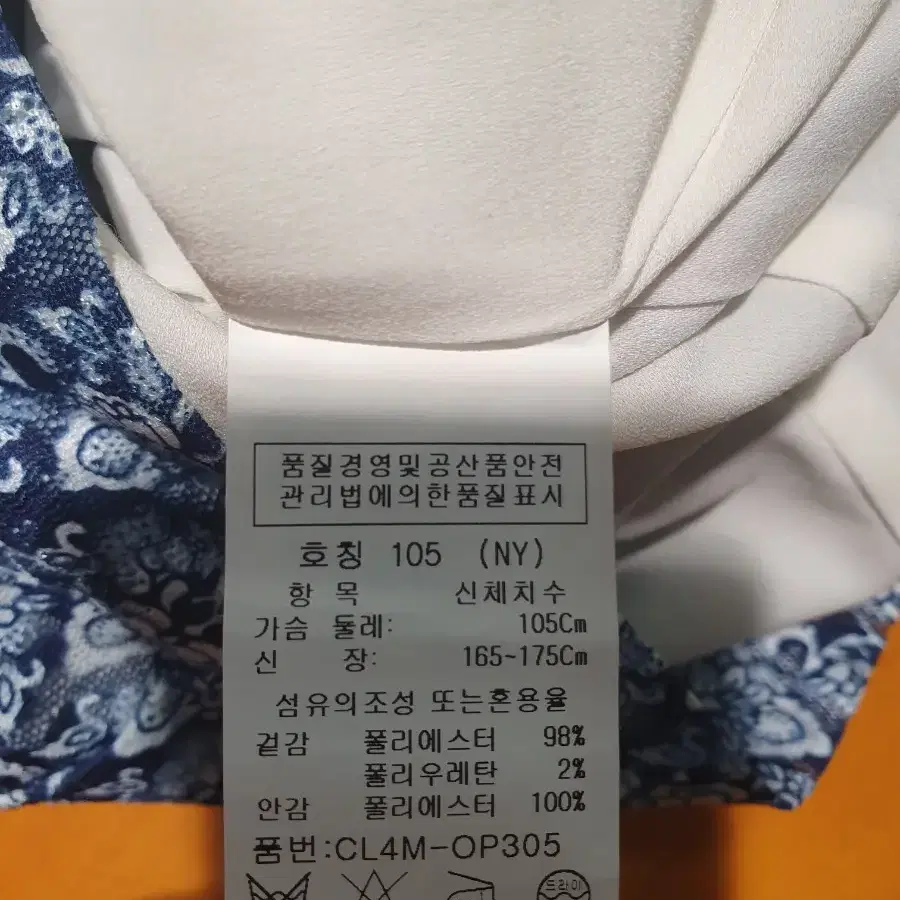 품질경영및공산품안전
관리법에의한품질표시
호칭 105 (NY)
항 목 신체치수
가슴 둘레: 105Cm
신 장: 165~175Cm
섬유의조성 또는혼용율
겉감 폴리에스터 98%
폴리우레탄 2%
안감 폴리에스터 100%
품번:CL4M-OP305
드라이